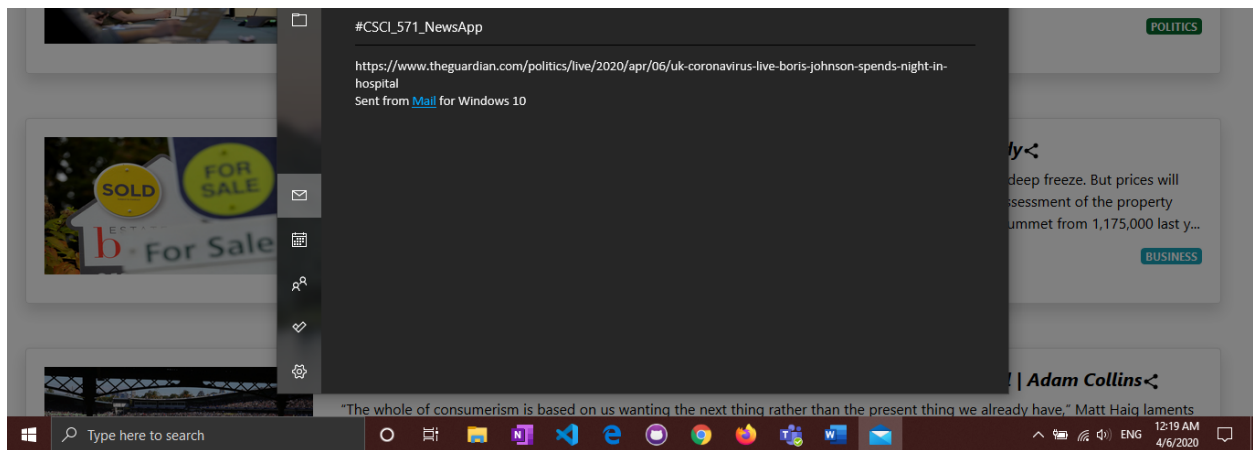 #CSCI_571_NewsApp
POLITICS
https://www.theguardian.com/politics/live/2020/apr/06/uk-coronavirus-live-boris-johnson-spends-night-in-
hospital
Sent from Mail for Windows 10
SOLD
FOR
SALE
b
For Sale
dy
deep freeze. But prices will
ssessment of the property
ummet from 1,175,000 last y...
BUSINESS
| Adam Collins
"The whole of consumerism is based on us wanting the next thing rather than the present thing we already have," Matt Haig laments
Type here to search
ENG
12:19 AM
4/6/2020